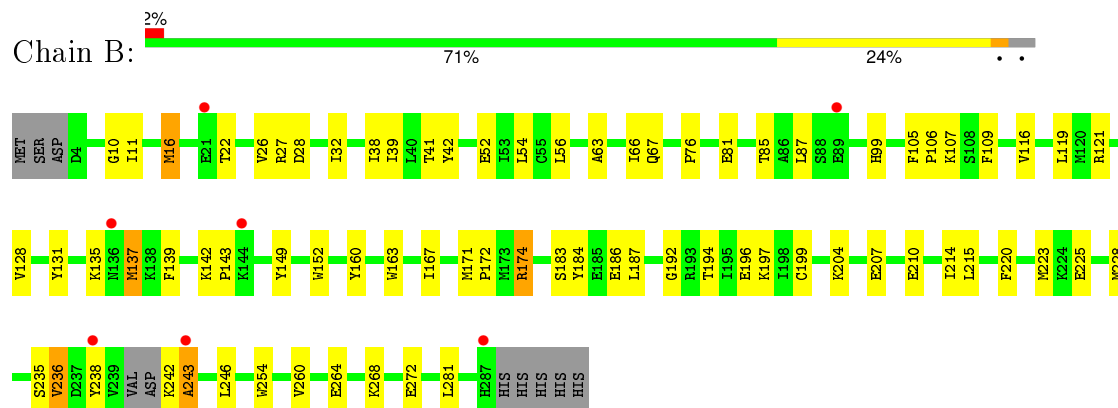 2%
Chain B:
71% 24% • •
MET SER ASP D4 G10 I11 M16 E21 T22 V26 R27 D28 I32 I38 I39 L40 T41 Y42 E52 I53 L54 C55 L56 A63 I66 Q67 P76 E81 T85 A86 L87 S88 E89 H99 F105 P106 K107 S108 F109 V116 L119 M120 R121
V128 Y131 K135 N136 M137 K138 F139 K142 P143 K144 Y149 W152 Y160 W163 I167 M171 P172 M173 R174 S183 Y184 E185 E186 L187 G192 R193 T194 I195 E196 K197 I198 C199 K204 E207 E210 I214 L215 F220 M223 K224 E225
S235 V236 D237 Y238 V239 VAL ASP K242 A243 L246 W254 V260 E264 K268 E272 L281 H287 HIS HIS HIS HIS HIS